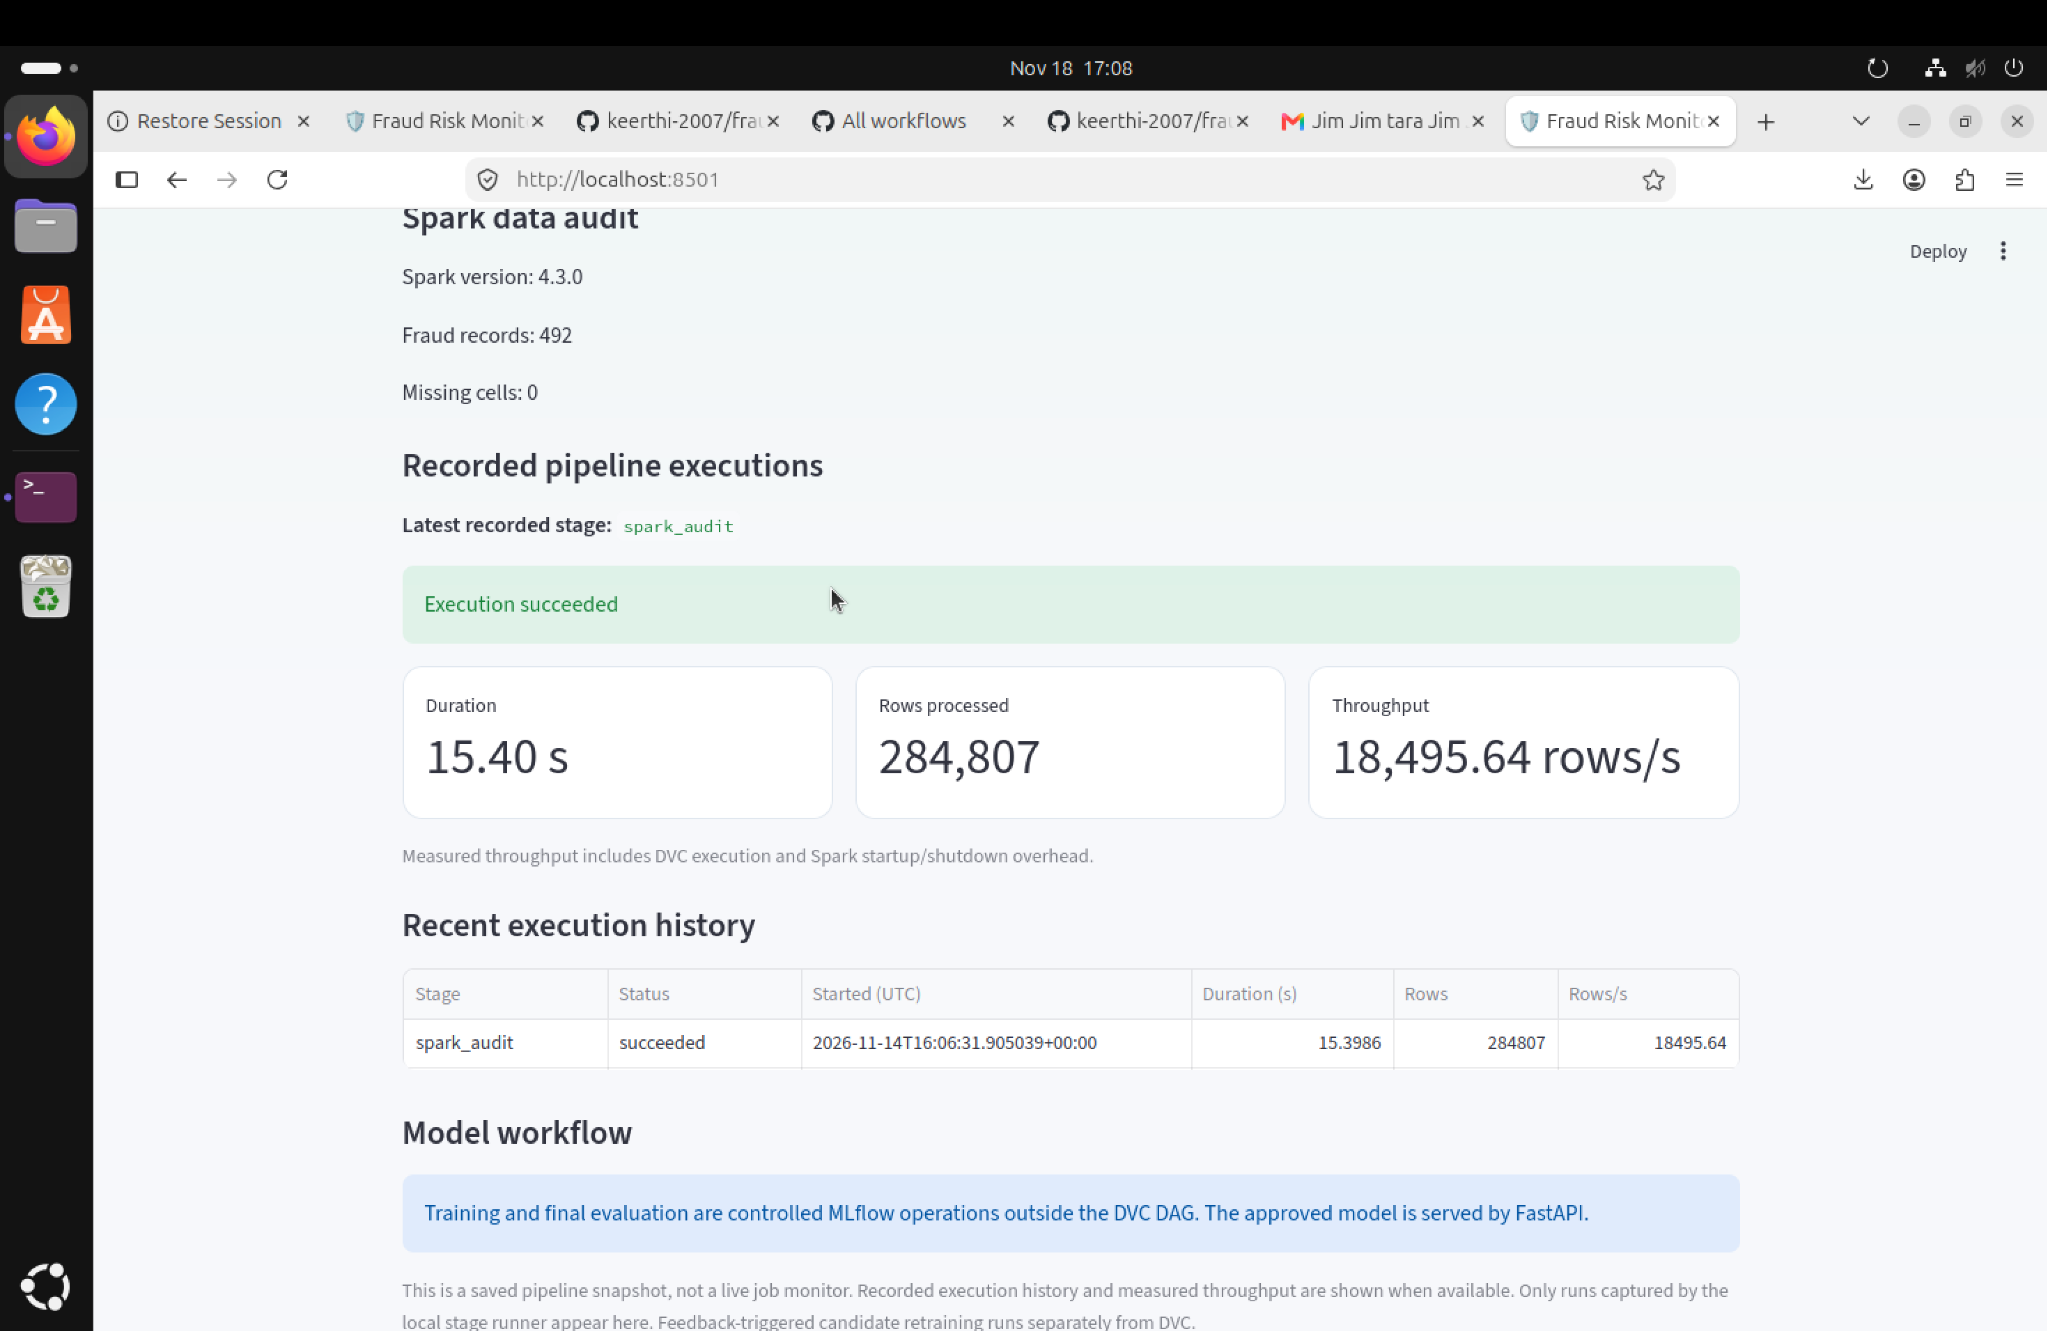 Nov 18 17:08
Restore Session
Fraud Risk Monit
keerthi-2007/fra
All workflows
keerthi-2007/fra
Jim Jim tara Jim
Fraud Risk Monit
http://localhost:8501
Deploy
Spark data audit
Spark version: 4.3.0
Fraud records: 492
Missing cells: 0
Recorded pipeline executions
Latest recorded stage: spark_audit
Execution succeeded
Duration
15.40 s
Rows processed
284,807
Throughput
18,495.64 rows/s
Measured throughput includes DVC execution and Spark startup/shutdown overhead.
Recent execution history
Stage Status Started (UTC) Duration (s) Rows Rows/s
spark_audit succeeded 2026-11-14T16:06:31.905039+00:00 15.3986 284807 18495.64
Model workflow
Training and final evaluation are controlled MLflow operations outside the DVC DAG. The approved model is served by FastAPI.
This is a saved pipeline snapshot, not a live job monitor. Recorded execution history and measured throughput are shown when available. Only runs captured by the
local stage runner appear here. Feedback-triggered candidate retraining runs separately from DVC.